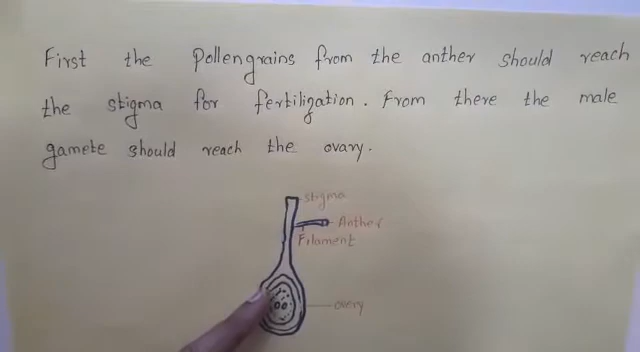 First the Pollengrains from the anther should reach
the stigma for fertilization. From there the male
gamete should reach the ovary.
stigma
Anther
Filament
ovary